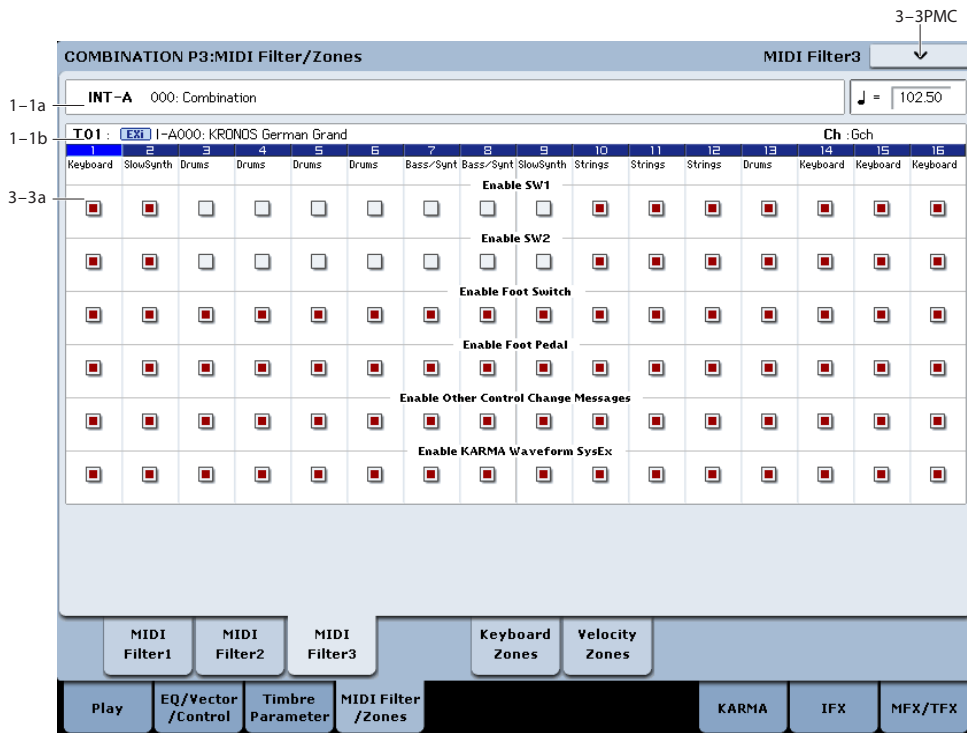 3-3PMC
COMBINATION P3:MIDI Filter/Zones MIDI Filter3
1-1a INT-A 000: Combination ♩ = 102.50
1-1b T01 : EXi I-A000: KRONOS German Grand Ch :Gch
1 2 3 4 5 6 7 8 9 10 11 12 13 14 15 16
Keyboard SlowSynth Drums Drums Drums Drums Bass/Synt Bass/Synt SlowSynth Strings Strings Strings Drums Keyboard Keyboard Keyboard
Enable SW1
3-3a
Enable SW2
Enable Foot Switch
Enable Foot Pedal
Enable Other Control Change Messages
Enable KARMA Waveform SysEx
MIDI Filter1 MIDI Filter2 MIDI Filter3 Keyboard Zones Velocity Zones
Play EQ/Vector /Control Timbre Parameter MIDI Filter /Zones KARMA IFX MFX/TFX